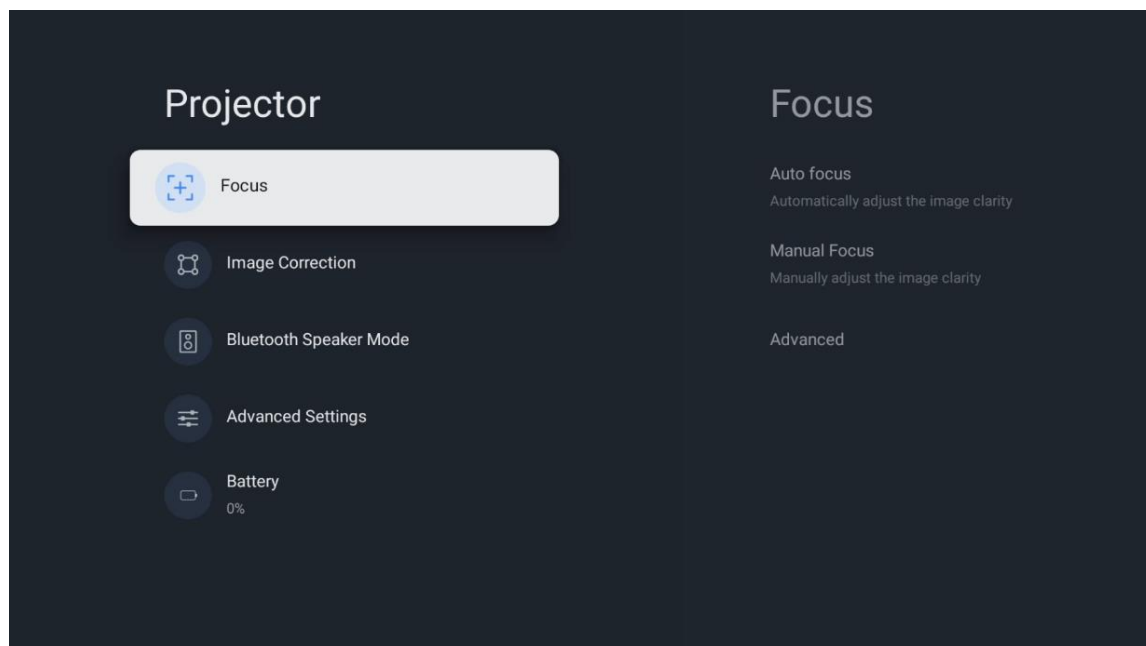 Projector
Focus
Image Correction
Bluetooth Speaker Mode
Advanced Settings
Battery
0%
Focus
Auto focus
Automatically adjust the image clarity
Manual Focus
Manually adjust the image clarity
Advanced